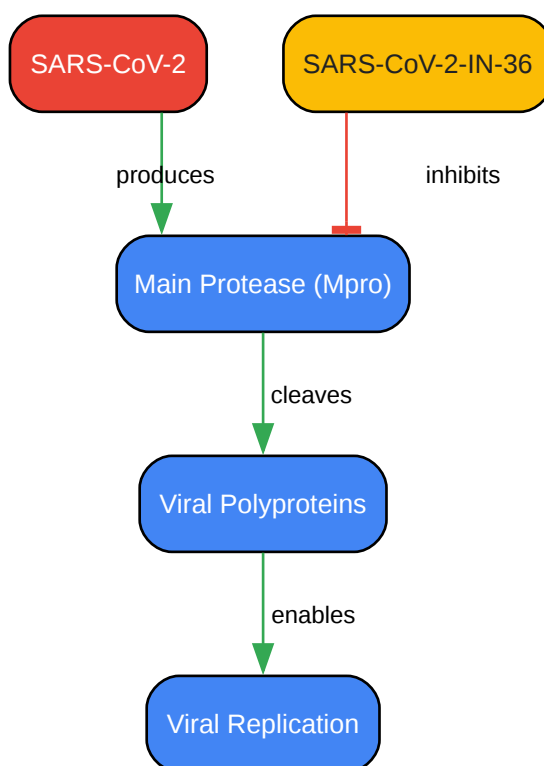 SARS-CoV-2
SARS-CoV-2-IN-36
produces
inhibits
Main Protease (Mpro)
cleaves
Viral Polyproteins
enables
Viral Replication